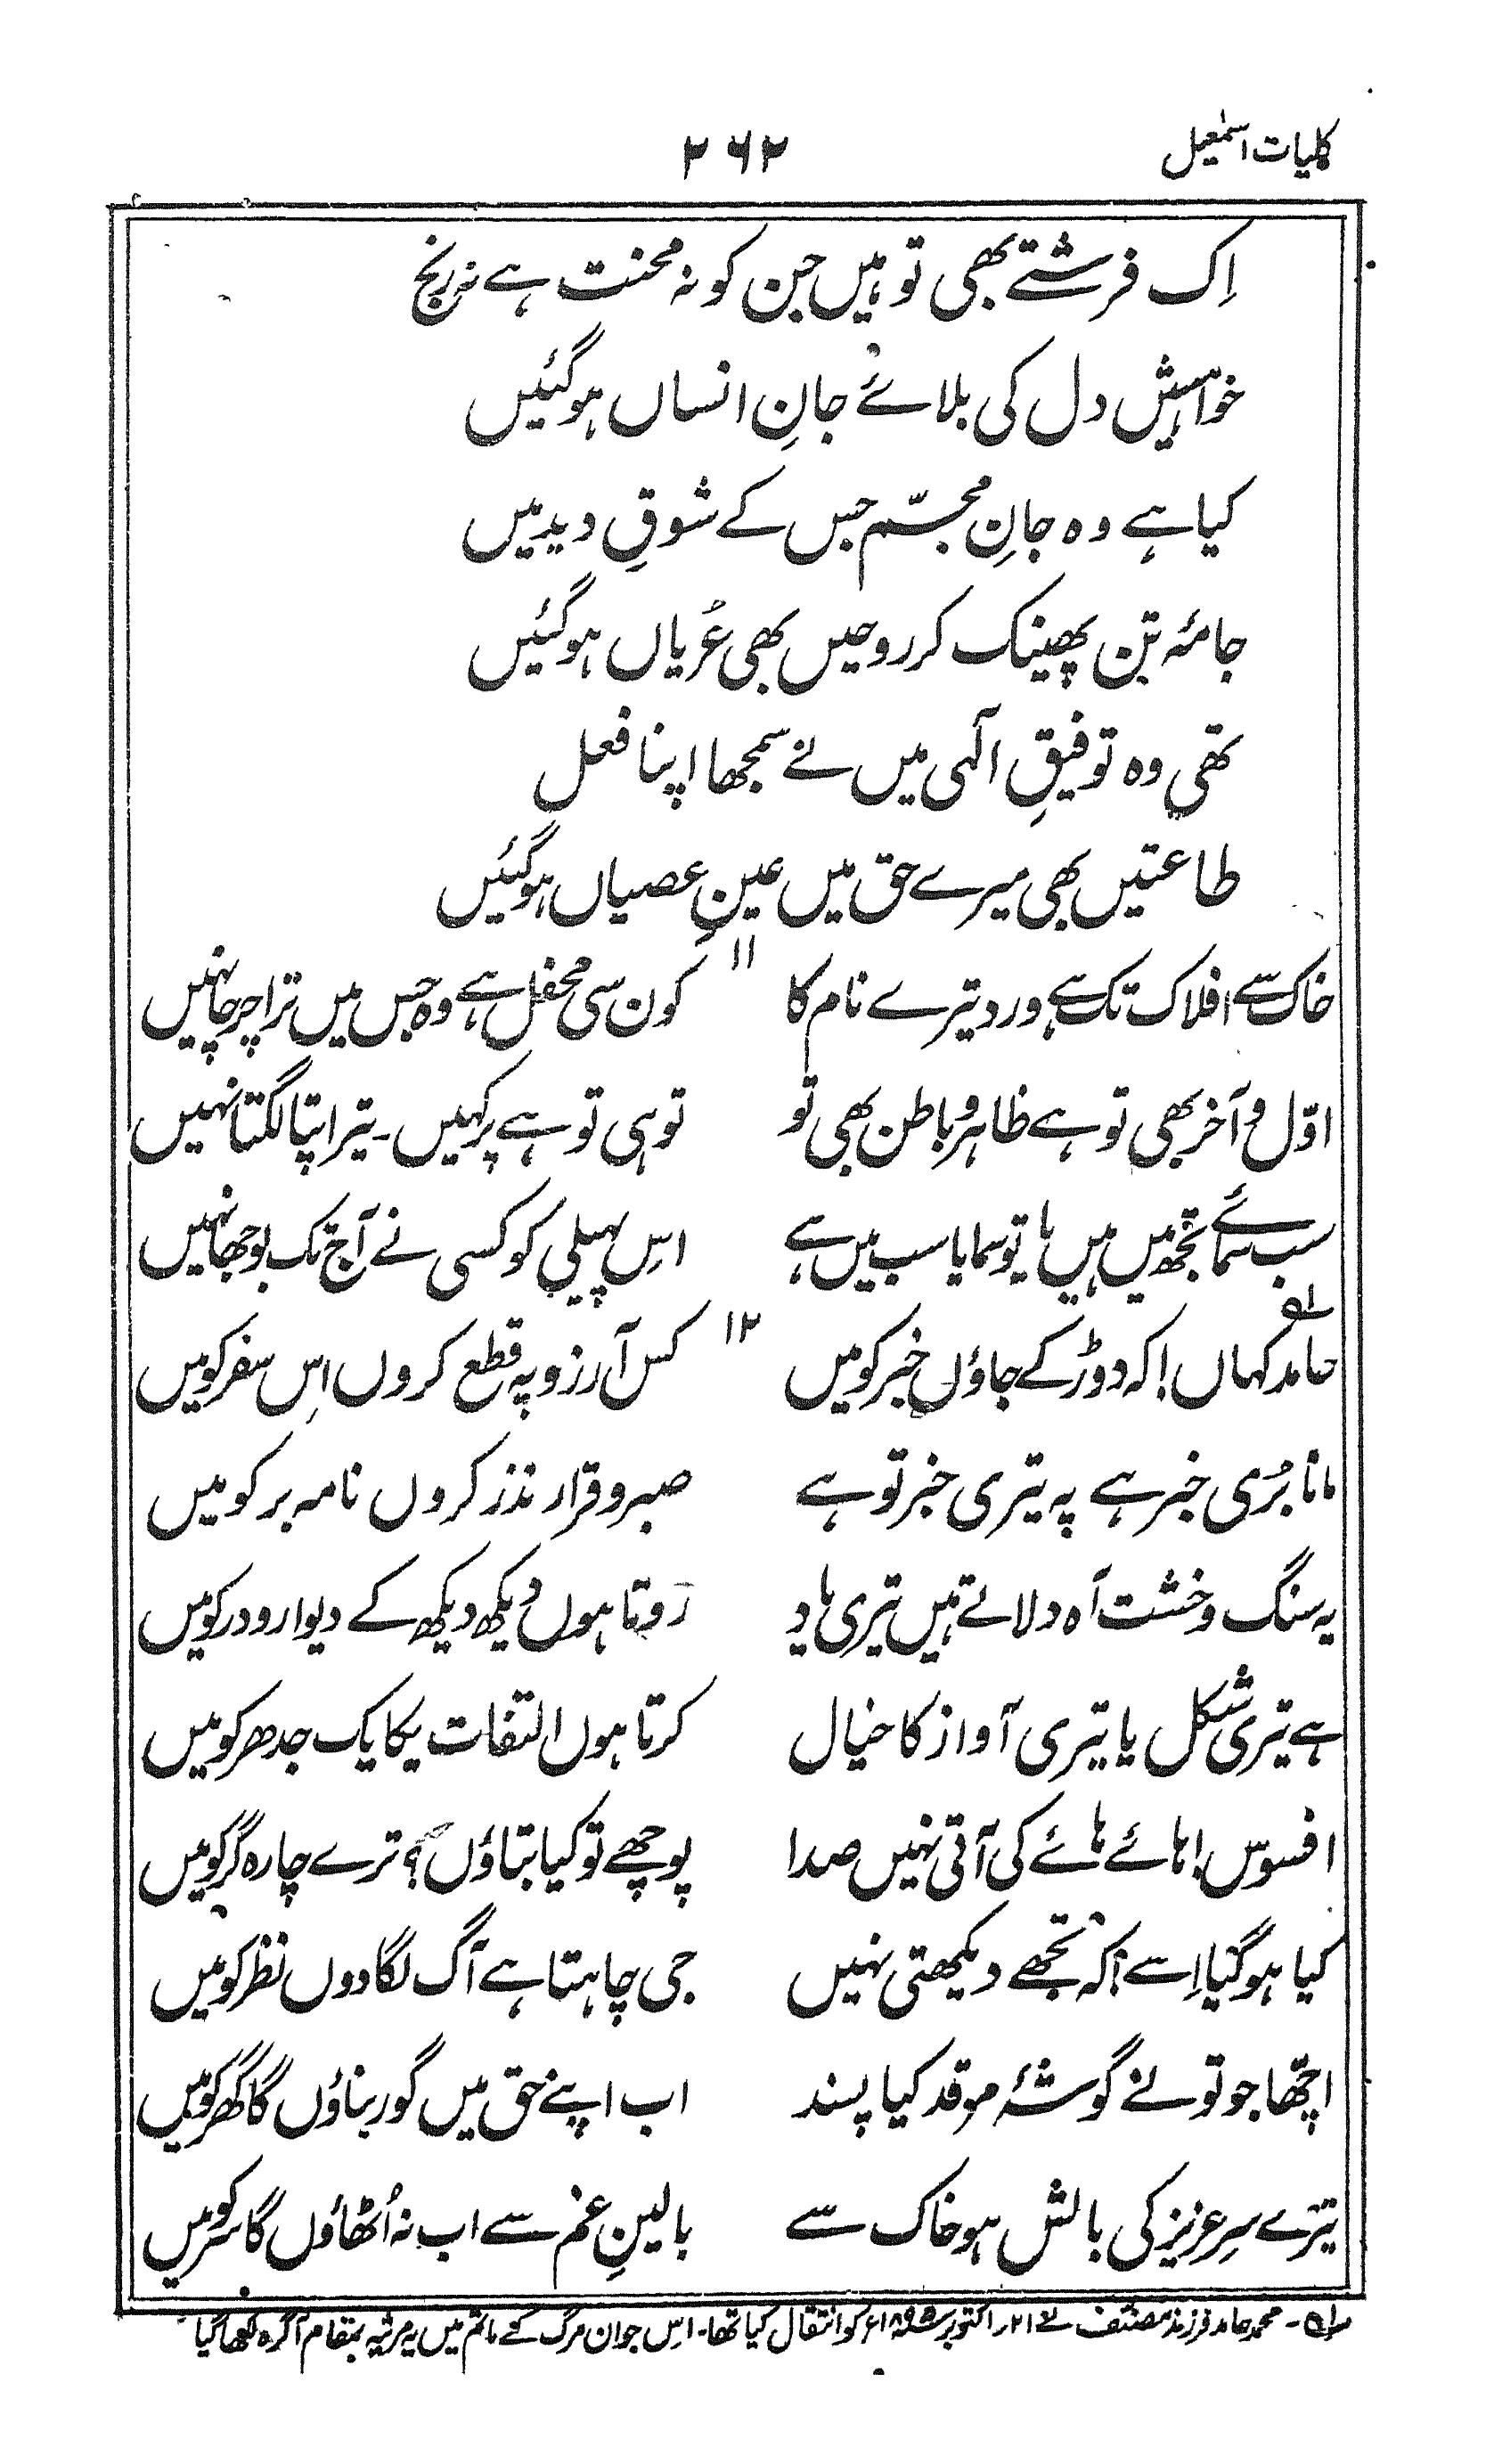 کلیات اسمٰعیل ۲۶۲
اِک فرشتے بھی تو ہیں جن کو نہ محنت ہے نہ رنج
خواہشیں دل کی بلائے جانِ انساں ہوگئیں
کیا ہے وہ جانِ مجسّم جس کے شوقِ دید میں
جامۂ تن پھینک کر روحیں بھی عُریاں ہوگئیں
تھی وہ توفیقِ الٰہی میں نے سمجھا اپنا فعل
طاعتیں بھی میرے حق میں عینِ عصیاں ہوگئیں
۱۱
خاک سے افلاک تک ہے ورد تیرے نام کا کون سی محفل ہے وہ جس میں ترا چرچا نہیں
اوّل و آخر بھی تو ہے ظاہر و باطن بھی تو تو ہی تو ہے پر کہیں۔ تیرا پتا لگتا نہیں
سب سمائے تجھ میں ہیں یا تو سمایا سب میں ہے اس پہیلی کو کسی نے آج تک بوجھا نہیں
۱۲
حامد کہاں! کہ دوڑ کے جاؤں خبر کو میں ۱؎ کس آرزو پہ قطع کروں اس سفر کو میں
مانا بُری خبر ہے پہ تیری خبر تو ہے صبر و قرار نذر کروں نامہ بر کو میں
یہ سنگ و خشت آہ دلاتے ہیں تیری یاد روتا ہوں دیکھ دیکھ کے دیوار و در کو میں
ہے تیری شکل یا تیری آواز کا خیال کرتا ہوں التفات یکایک جدھر کو میں
افسوس! ہائے ہائے کی آتی نہیں صدا پوچھے تو کیا بتاؤں؟ ترے چارہ گر کو میں
کیا ہوگیا اِسے؟ کہ تجھے دیکھتی نہیں جی چاہتا ہے آگ لگا دوں نظر کو میں
اچھّا جو تو نے گوشۂ مرقد کیا پسند اب اپنے حق میں گور بناؤں گا گھر کو میں
تیرے سرِ عزیز کی بالش ہو خاک سے بالینِ غم سے اب نہ اُٹھاؤں گا سر کو میں
۱؎۔ محمد حامد فرزند مصنّف نے ۲۱ر اکتوبر ۱۸۹۵ء کو انتقال کیا تھا۔ اس جوان مرگ کے ماتم میں یہ مرثیہ بمقام آگرہ لکھا گیا